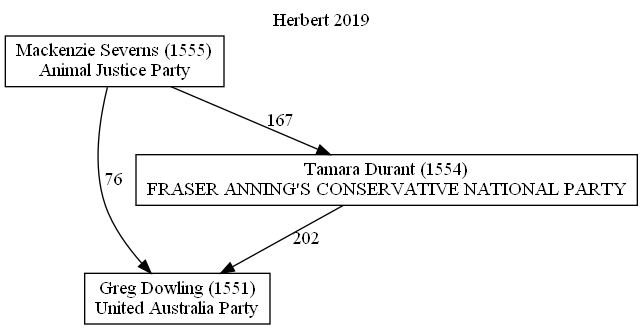 Herbert 2019
Mackenzie Severns (1555)
Animal Justice Party
167
76
Tamara Durant (1554)
FRASER ANNING'S CONSERVATIVE NATIONAL PARTY
202
Greg Dowling (1551)
United Australia Party